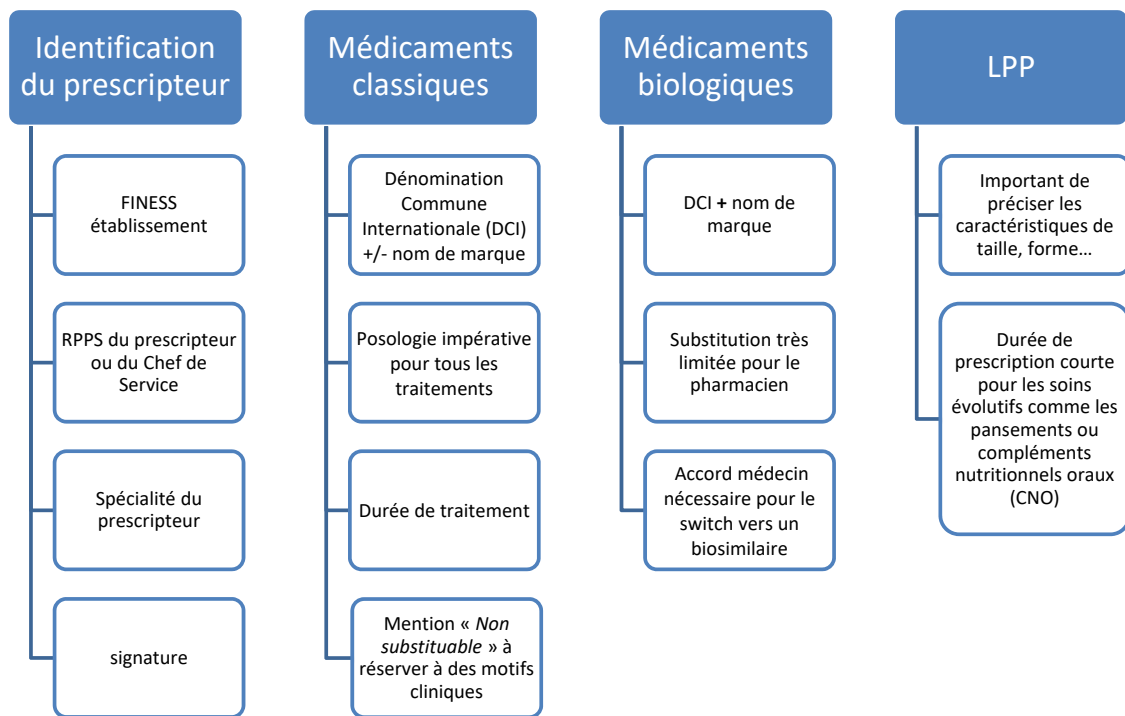 Identification
du prescripteur
FINESS
établissement
RPPS du prescripteur
ou du Chef de
Service
Spécialité du
prescripteur
signature
Médicaments
classiques
Dénomination
Commune
Internationale (DCI)
+/- nom de marque
Posologie impérative
pour tous les
traitements
Durée de traitement
Mention « Non
substituable » à
réserver à des motifs
cliniques
Médicaments
biologiques
DCI + nom de
marque
Substitution très
limitée pour le
pharmacien
Accord médecin
nécessaire pour le
switch vers un
biosimilaire
LPP
Important de
préciser les
caractéristiques de
taille, forme…
Durée de
prescription courte
pour les soins
évolutifs comme les
pansements ou
compléments
nutritionnels oraux
(CNO)